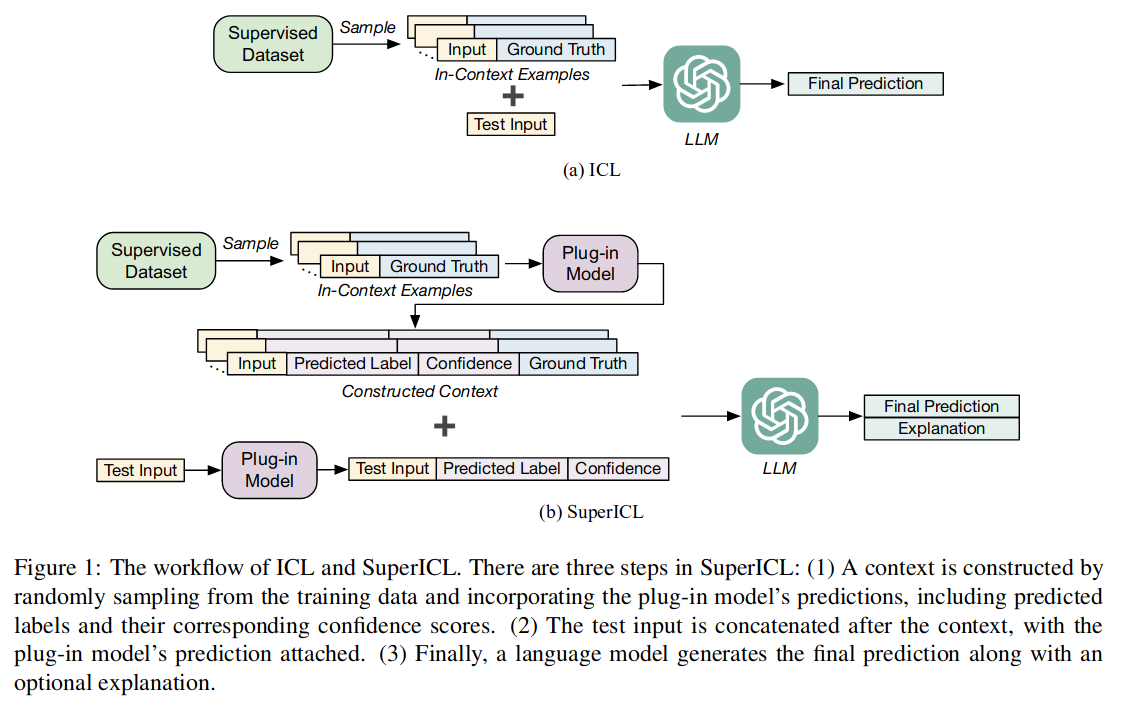 Supervised
Dataset
Sample
Input Ground Truth
In-Context Examples
Test Input
LLM
Final Prediction
(a) ICL
Supervised
Dataset
Sample
Input Ground Truth
In-Context Examples
Plug-in
Model
Input Predicted Label Confidence Ground Truth
Constructed Context
Test Input
Plug-in
Model
Test Input Predicted Label Confidence
LLM
Final Prediction
Explanation
(b) SuperICL
Figure 1: The workflow of ICL and SuperICL. There are three steps in SuperICL: (1) A context is constructed by
randomly sampling from the training data and incorporating the plug-in model's predictions, including predicted
labels and their corresponding confidence scores. (2) The test input is concatenated after the context, with the
plug-in model's prediction attached. (3) Finally, a language model generates the final prediction along with an
optional explanation.